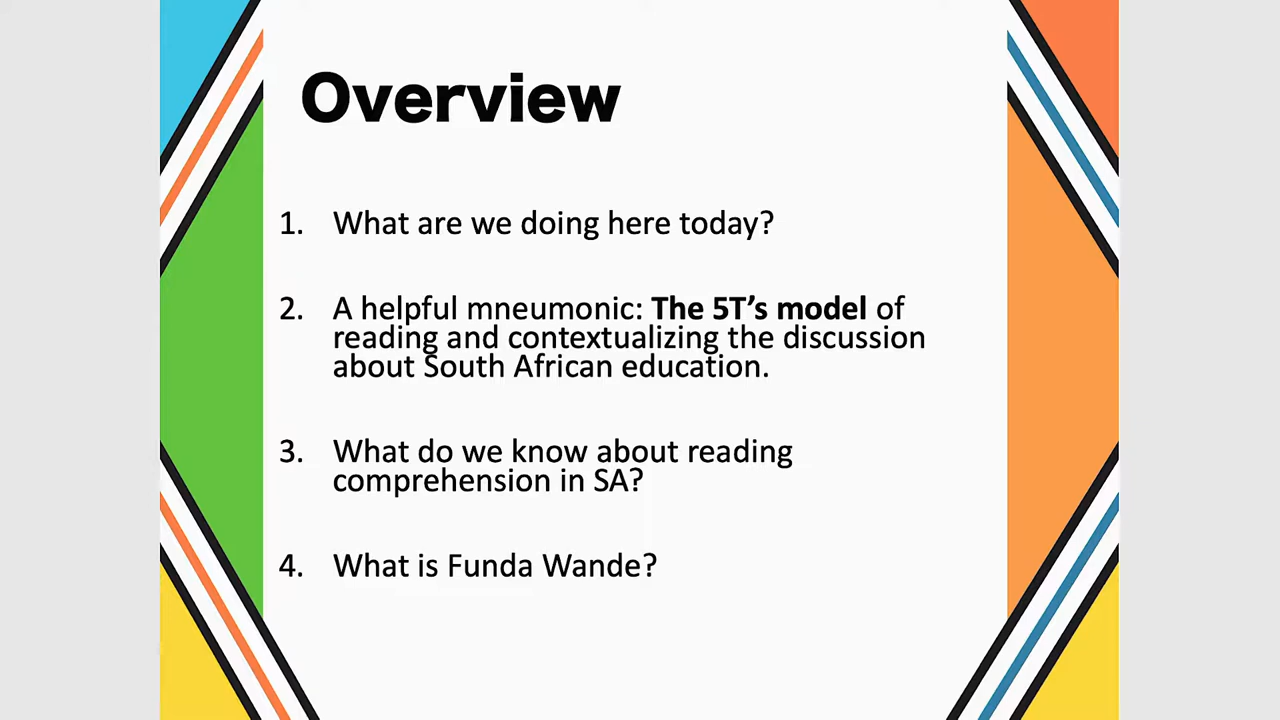 Overview
1. What are we doing here today?
2. A helpful mneumonic: The 5T’s model of
reading and contextualizing the discussion
about South African education.
3. What do we know about reading
comprehension in SA?
4. What is Funda Wande?